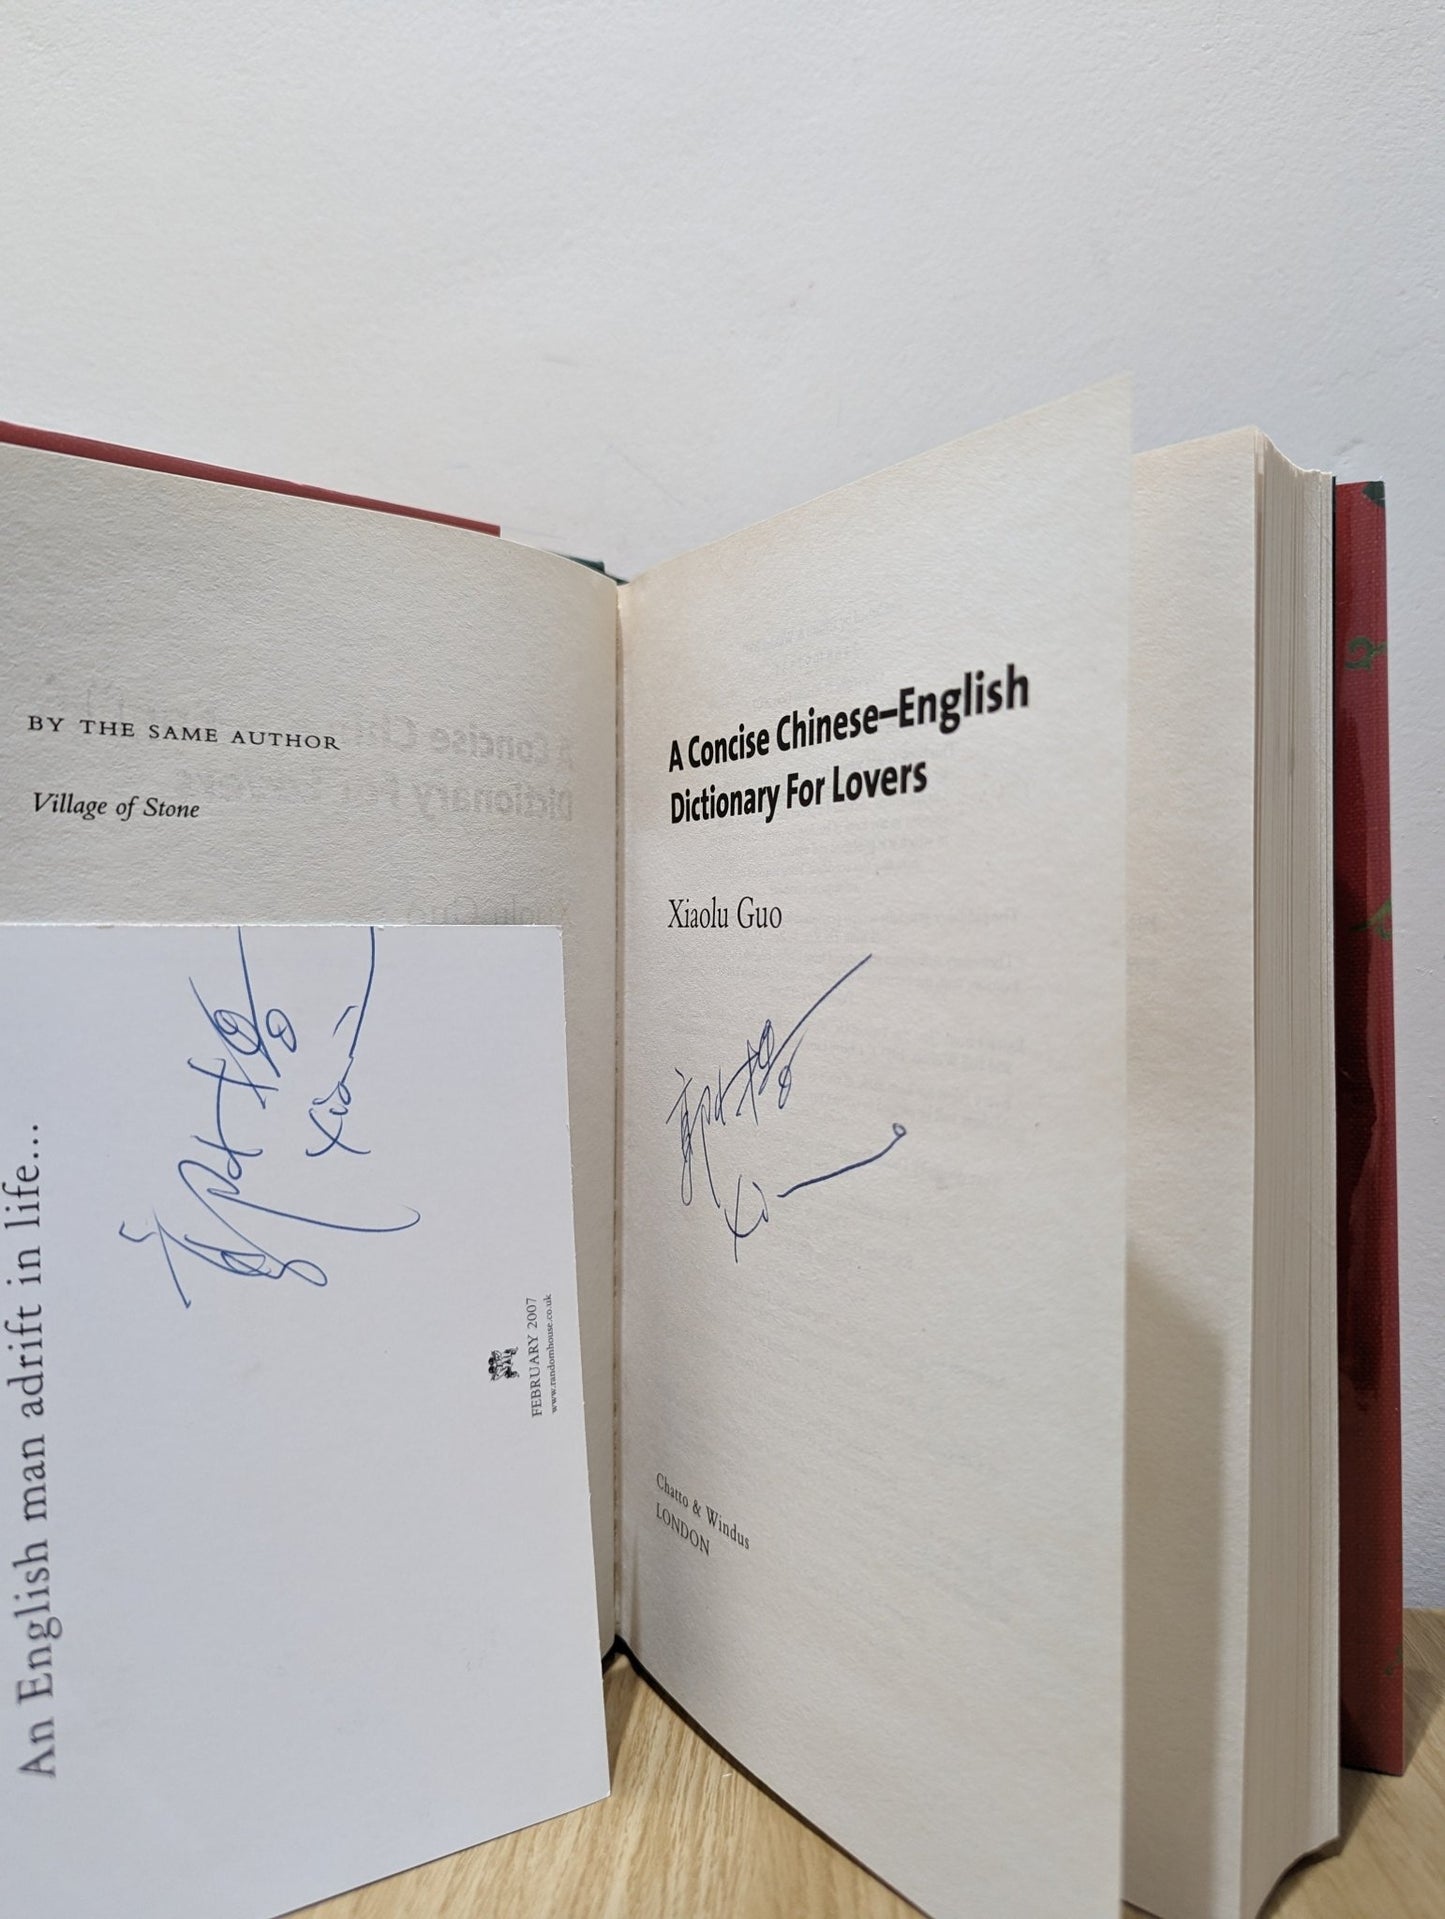 BY THE SAME AUTHOR
Village of Stone
An English man adrift in life...
FEBRUARY 2007
www.randomhouse.co.uk
A Concise Chinese–English
Dictionary For Lovers
Xiaolu Guo
Chatto & Windus
LONDON